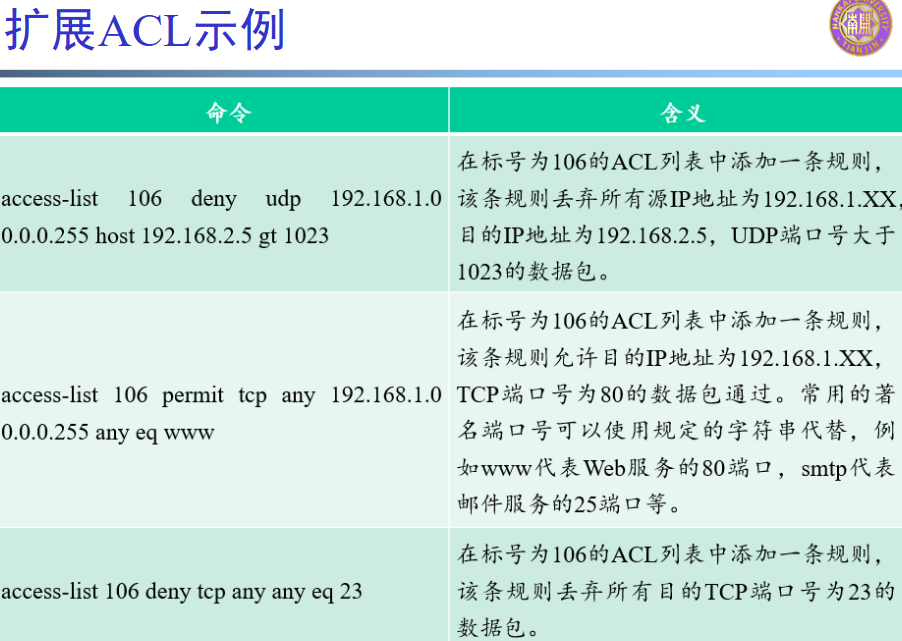 扩展ACL示例
NANKAI UNIVERSITY
TIANJIN
命令
含义
access-list 106 deny udp 192.168.1.0
0.0.0.255 host 192.168.2.5 gt 1023
在标号为106的ACL列表中添加一条规则，
该条规则丢弃所有源IP地址为192.168.1.XX,
目的IP地址为192.168.2.5，UDP端口号大于
1023的数据包。
access-list 106 permit tcp any 192.168.1.0
0.0.0.255 any eq www
在标号为106的ACL列表中添加一条规则，
该条规则允许目的IP地址为192.168.1.XX，
TCP端口号为80的数据包通过。常用的著
名端口号可以使用规定的字符串代替，例
如www代表Web服务的80端口，smtp代表
邮件服务的25端口等。
access-list 106 deny tcp any any eq 23
在标号为106的ACL列表中添加一条规则，
该条规则丢弃所有目的TCP端口号为23的
数据包。